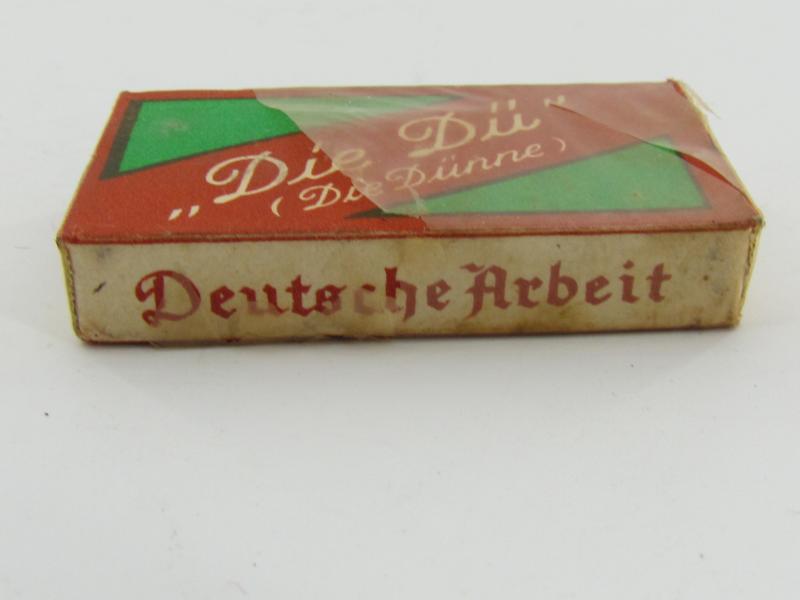 „Die Dü“
(Die Dünne)
Deutsche Arbeit